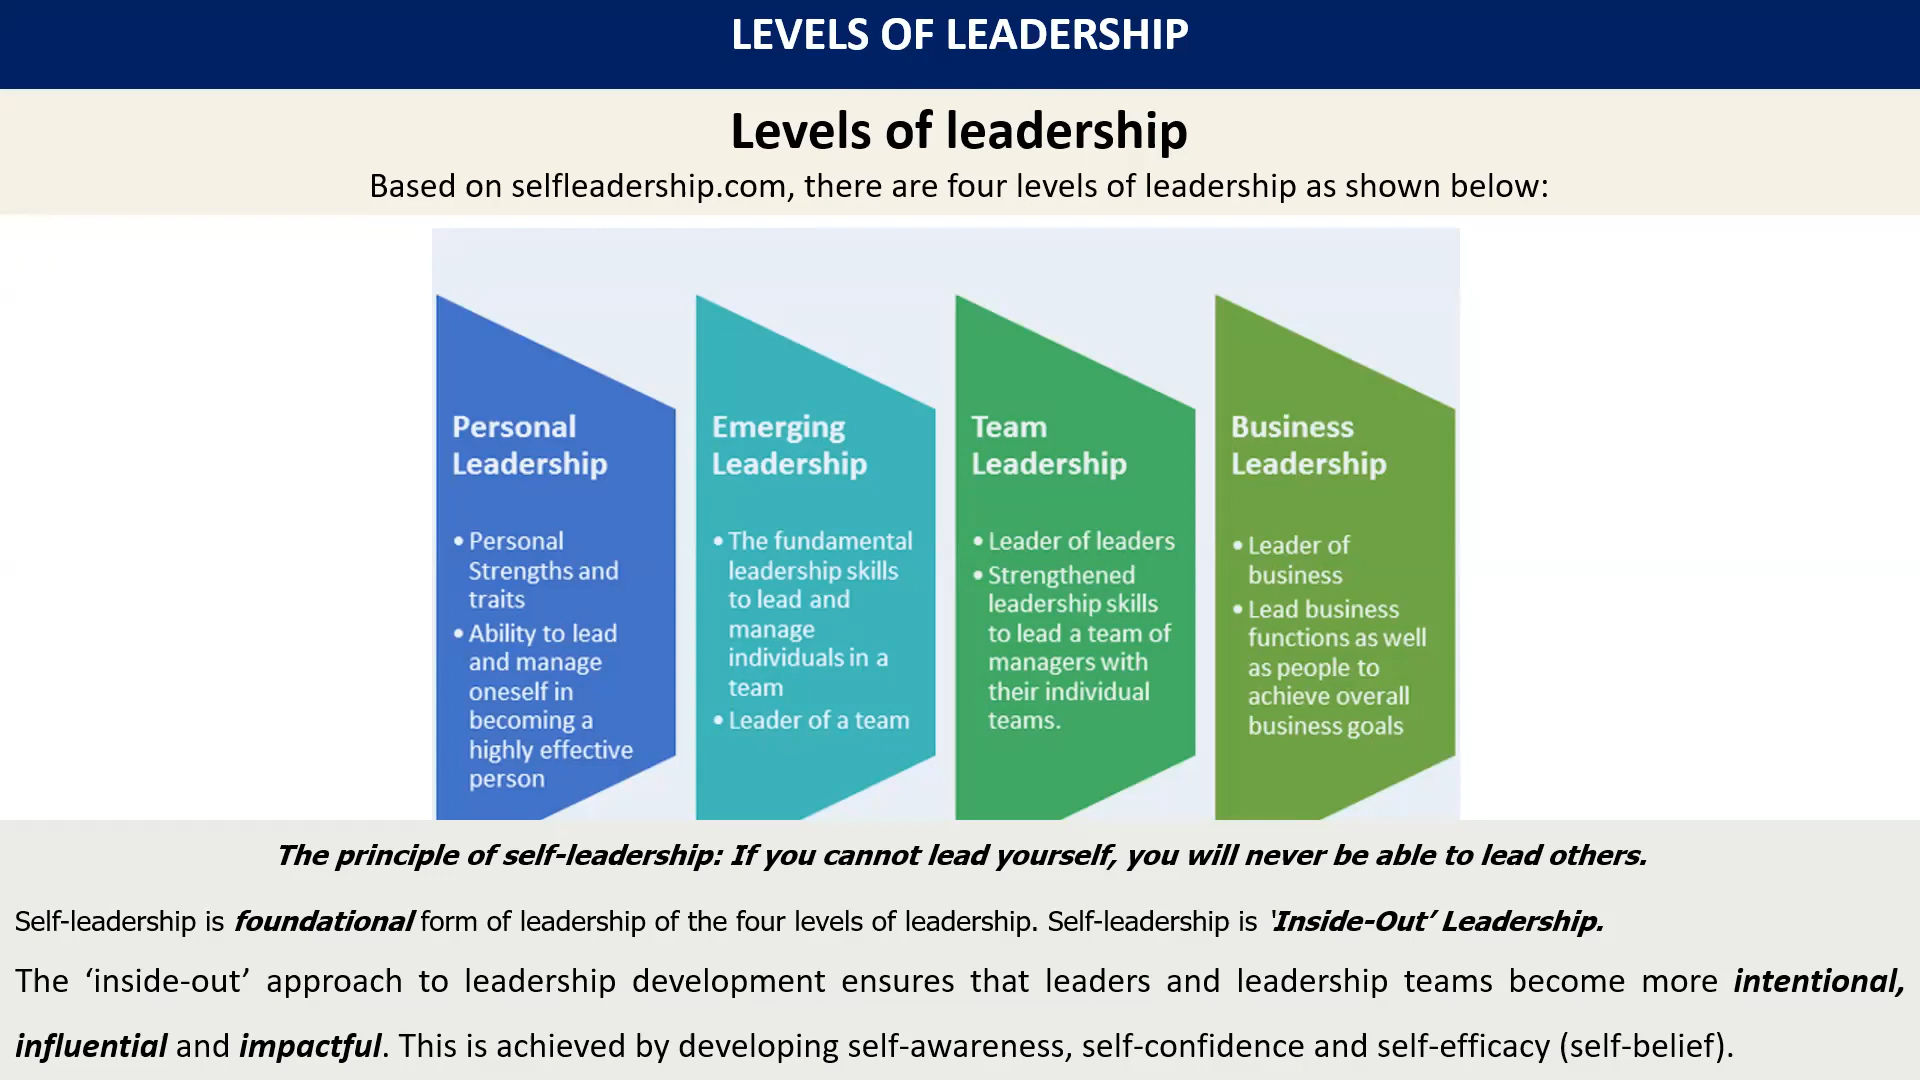 LEVELS OF LEADERSHIP
Levels of leadership
Based on selfleadership.com, there are four levels of leadership as shown below:
Personal
Leadership
• Personal
Strengths and
traits
• Ability to lead
and manage
oneself in
becoming a
highly effective
person
Emerging
Leadership
• The fundamental
leadership skills
to lead and
manage
individuals in a
team
• Leader of a team
Team
Leadership
• Leader of leaders
• Strengthened
leadership skills
to lead a team of
managers with
their individual
teams.
Business
Leadership
• Leader of
business
• Lead business
functions as well
as people to
achieve overall
business goals
The principle of self-leadership: If you cannot lead yourself, you will never be able to lead others.
Self-leadership is foundational form of leadership of the four levels of leadership. Self-leadership is ‘Inside-Out’ Leadership.
The ‘inside-out’ approach to leadership development ensures that leaders and leadership teams become more intentional,
influential and impactful. This is achieved by developing self-awareness, self-confidence and self-efficacy (self-belief).